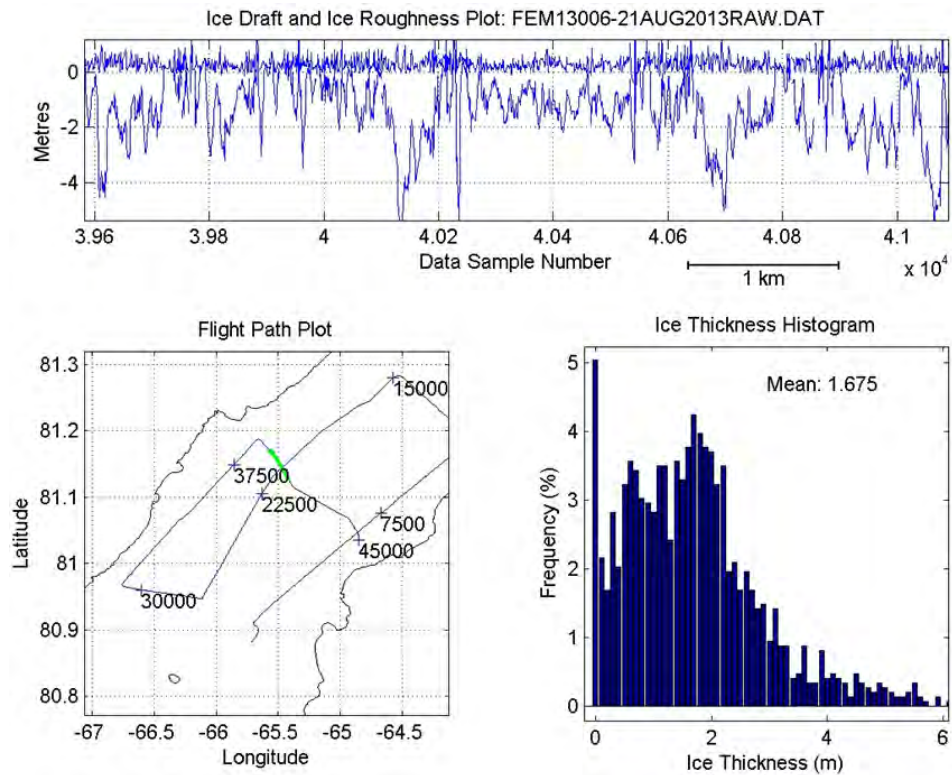 Ice Draft and Ice Roughness Plot: FEM13006-21AUG2013RAW.DAT
Metres
0
-2
-4
3.96 3.98 4 4.02 4.04 4.06 4.08 4.1
Data Sample Number
1 km
x 10^4
Flight Path Plot
Latitude
81.3
81.2
81.1
81
80.9
80.8
15000
37500
22500
7500
45000
30000
-67 -66.5 -66 -65.5 -65 -64.5
Longitude
Ice Thickness Histogram
Mean: 1.675
Frequency (%)
5
4
3
2
1
0
0 2 4 6
Ice Thickness (m)